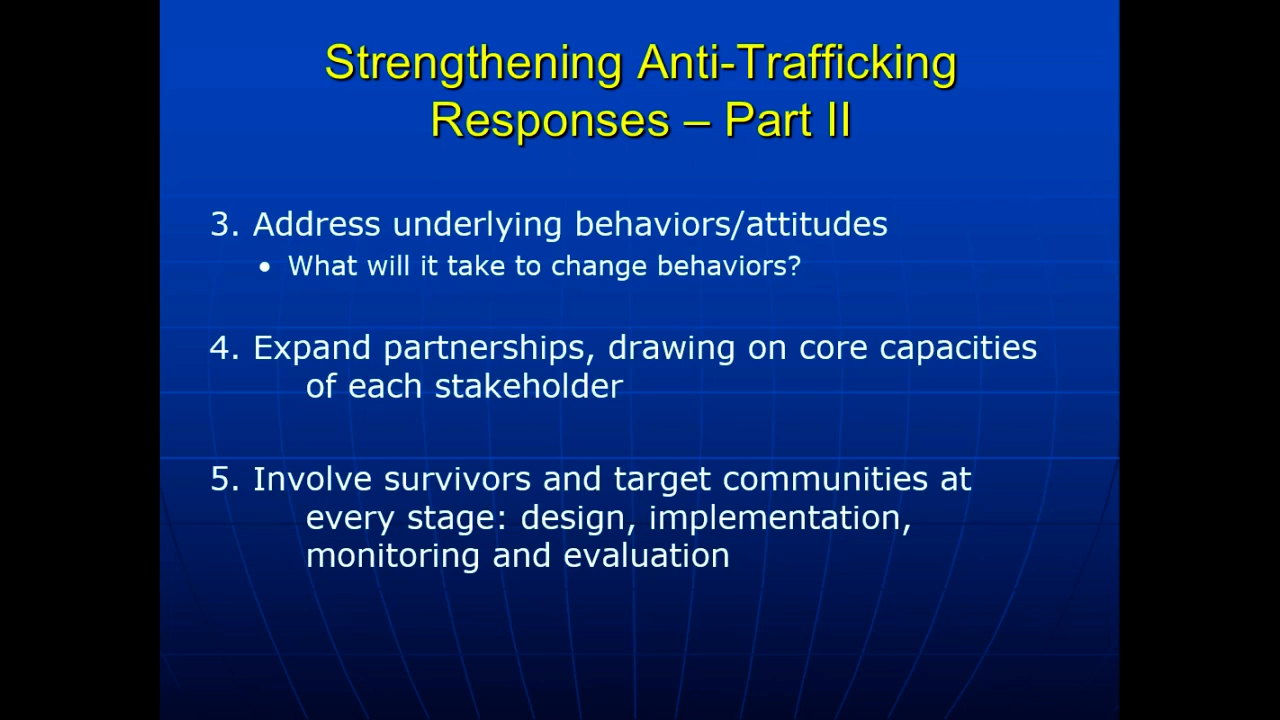 Strengthening Anti-Trafficking
Responses – Part II
3. Address underlying behaviors/attitudes
• What will it take to change behaviors?
4. Expand partnerships, drawing on core capacities
of each stakeholder
5. Involve survivors and target communities at
every stage: design, implementation,
monitoring and evaluation